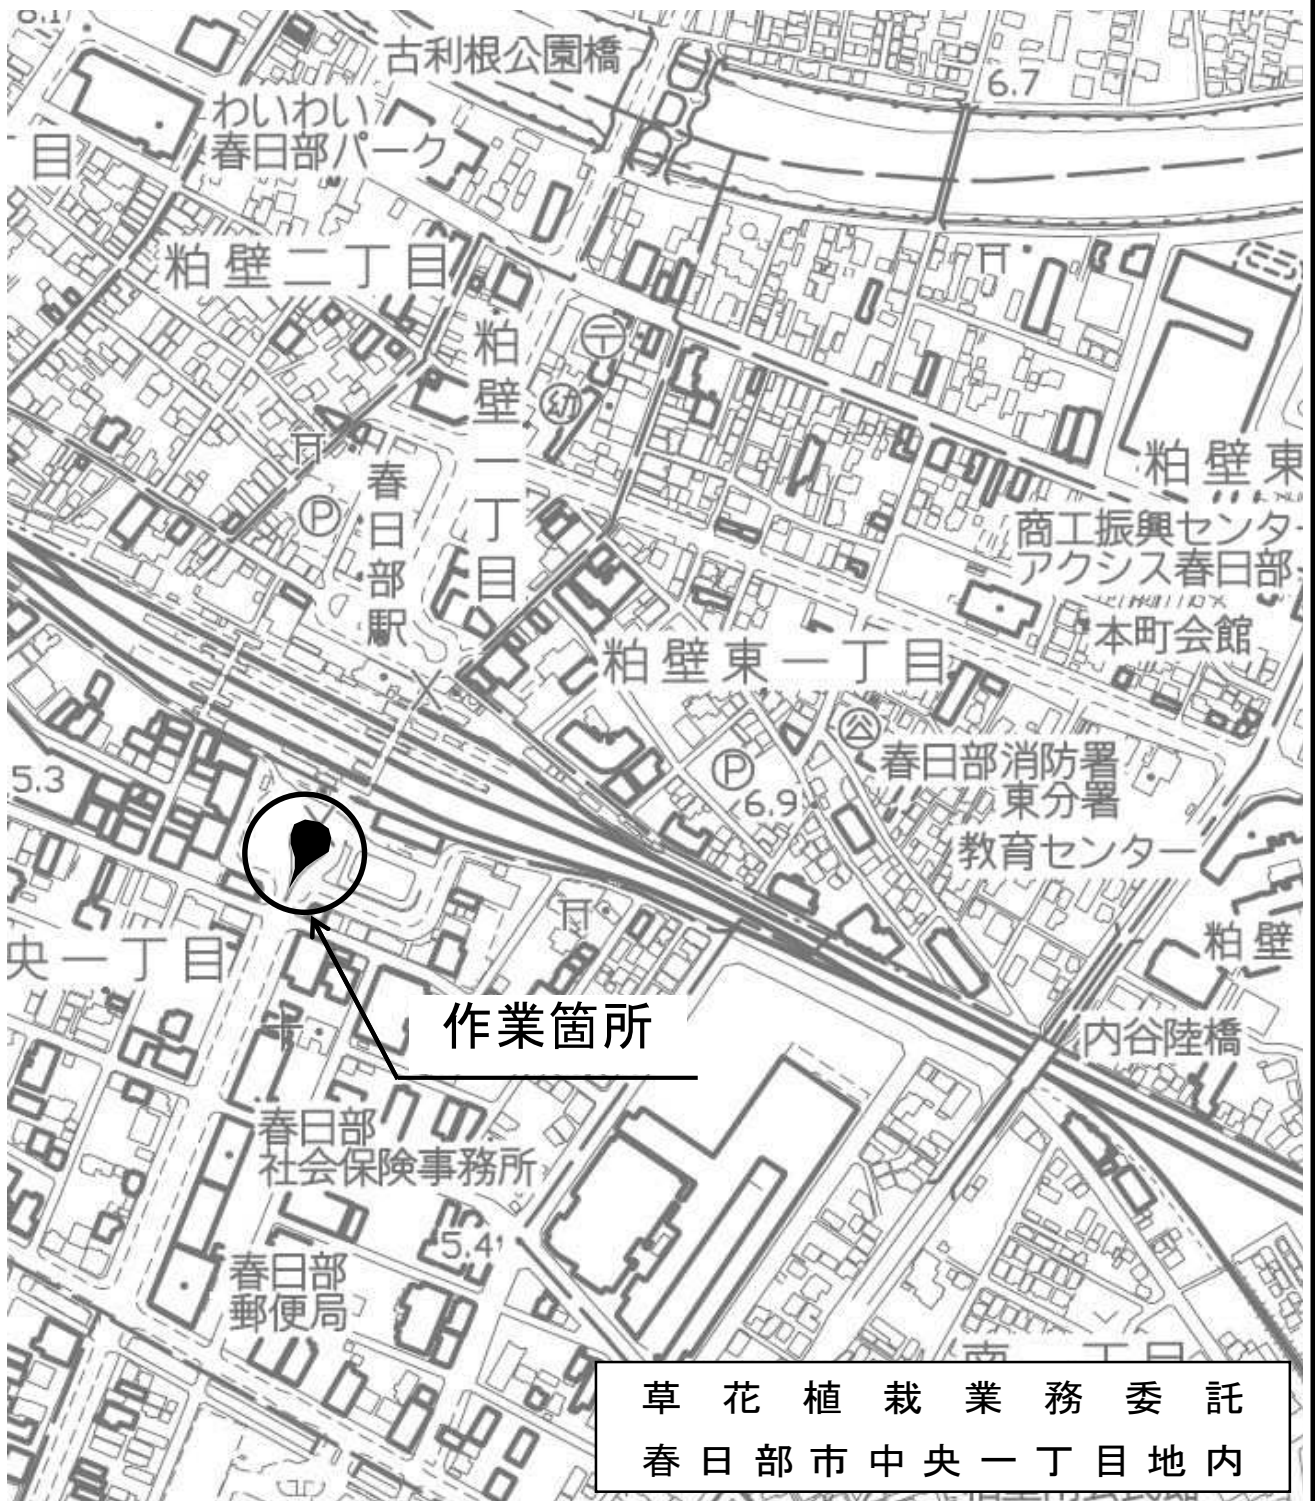 古利根公園橋
6.7
わいわい
春日部パーク
目
粕壁二丁目
〒
粕壁一丁目
幼
粕壁東
春日部駅
P
商工振興センター
アクシス春日部
本町会館
粕壁東一丁目
公
春日部消防署
東分署
P
5.3
6.9
教育センター
央一丁目
粕壁
作業箇所
内谷陸橋
春日部
社会保険事務所
5.4
春日部
郵便局
草花植栽業務委託
春日部市中央一丁目地内